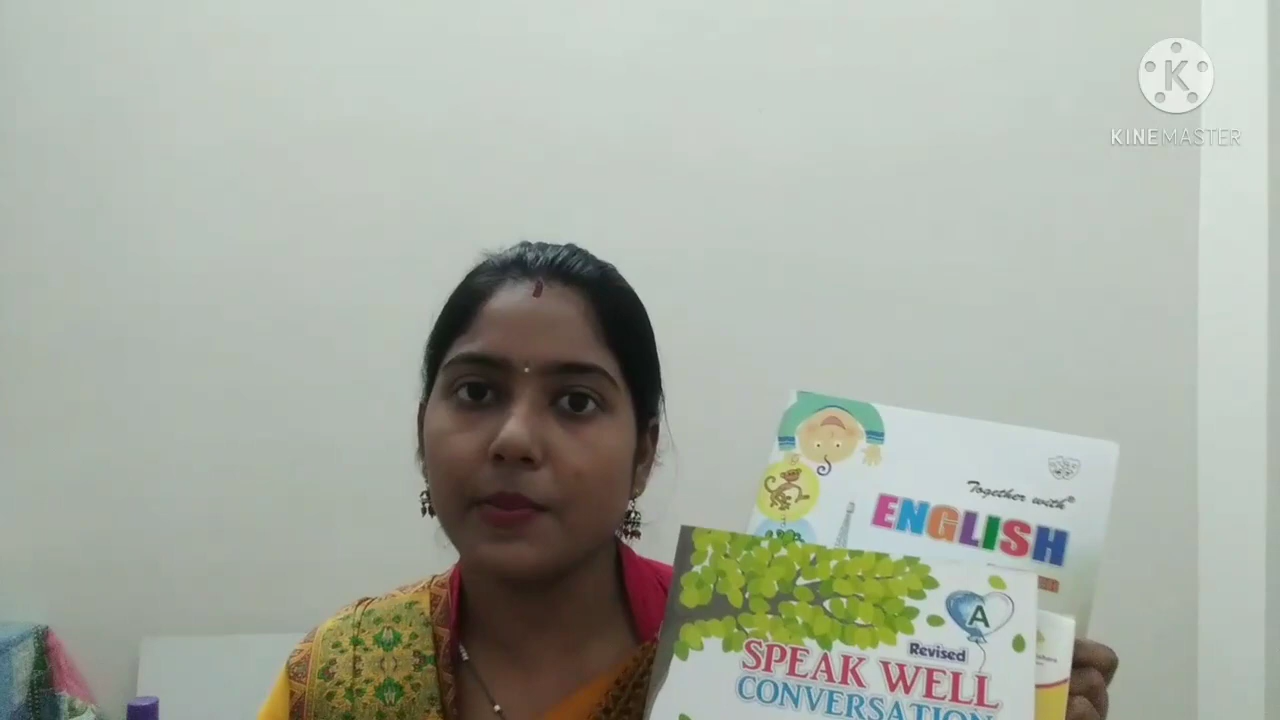 K
KINEMASTER
Together with®
ENGLISH
A
Revised
SPEAK WELL
CONVERSATION